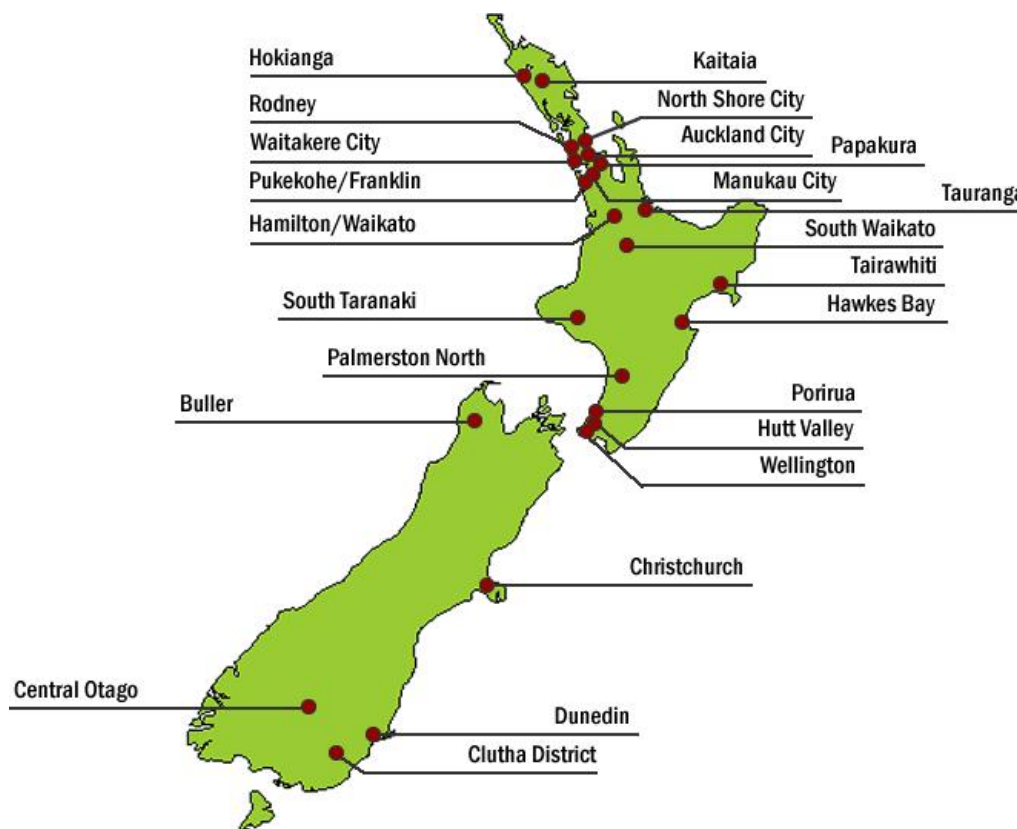 Hokianga
Kaitaia
Rodney
North Shore City
Waitakere City
Auckland City
Papakura
Pukekohe/Franklin
Manukau City
Tauranga
Hamilton/Waikato
South Waikato
Tairawhiti
South Taranaki
Hawkes Bay
Palmerston North
Porirua
Buller
Hutt Valley
Wellington
Christchurch
Central Otago
Dunedin
Clutha District